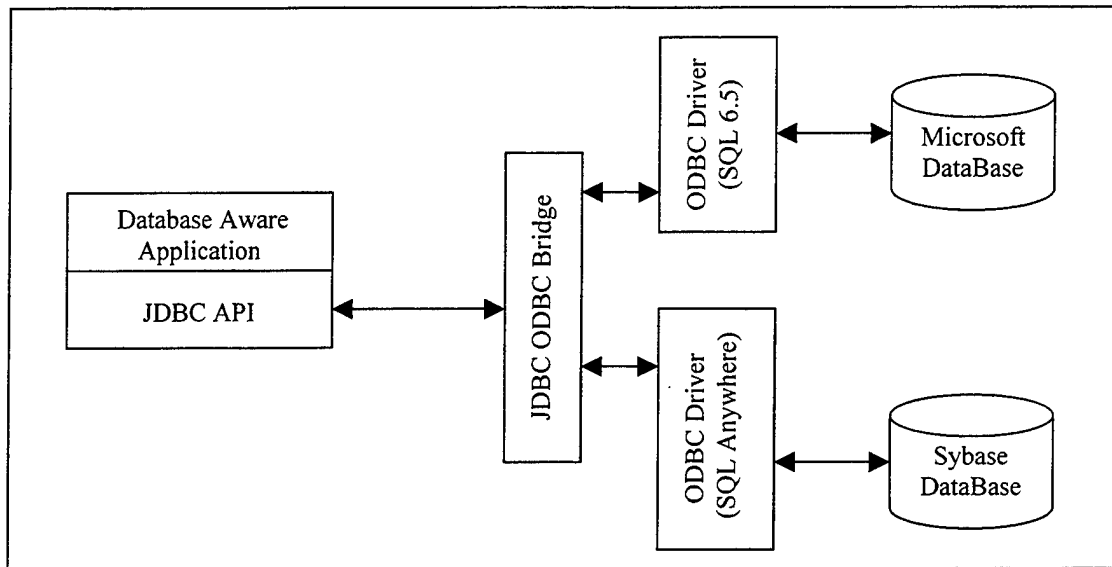 Database Aware
Application
JDBC API
JDBC ODBC Bridge
ODBC Driver
(SQL 6.5)
Microsoft
DataBase
ODBC Driver
(SQL Anywhere)
Sybase
DataBase